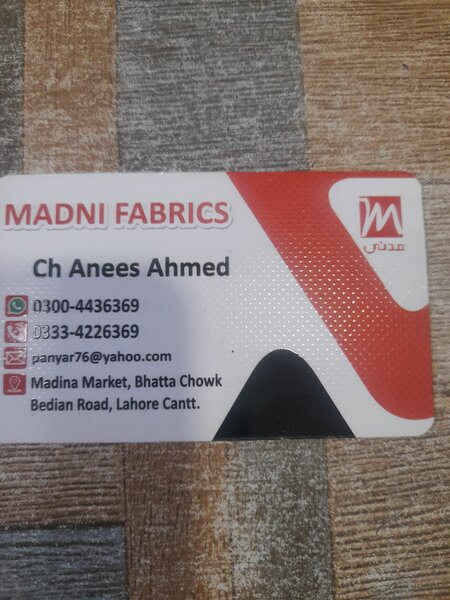 MADNI FABRICS
M
مدنی
Ch Anees Ahmed
0300-4436369
0333-4226369
panyar76@yahoo.com
Madina Market, Bhatta Chowk
Bedian Road, Lahore Cantt.